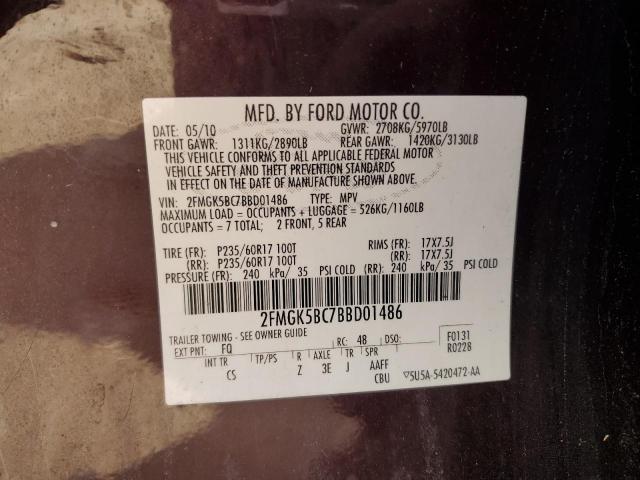 MFD. BY FORD MOTOR CO.
DATE: 05/10 GVWR: 2708KG/5970LB
FRONT GAWR: 1311KG/2890LB REAR GAWR: 1420KG/3130LB
THIS VEHICLE CONFORMS TO ALL APPLICABLE FEDERAL MOTOR
VEHICLE SAFETY AND THEFT PREVENTION STANDARDS
IN EFFECT ON THE DATE OF MANUFACTURE SHOWN ABOVE.
VIN: 2FMGK5BC7BBD01486 TYPE: MPV
MAXIMUM LOAD = OCCUPANTS + LUGGAGE = 526KG/1160LB
OCCUPANTS = 7 TOTAL; 2 FRONT, 5 REAR
TIRE (FR): P235/60R17 100T RIMS (FR): 17X7.5J
(RR): P235/60R17 100T (RR): 17X7.5J
PRESSURE (FR): 240 kPa/ 35 PSI COLD (RR): 240 kPa/ 35 PSI COLD
2FMGK5BC7BBD01486
TRAILER TOWING - SEE OWNER GUIDE
EXT PNT: FQ RC: 4B DSO: F0131
R0228
INT TR TP/PS R AXLE TR SPR
CS Z 3E J AAFF
CBU
5U5A-5420472-AA